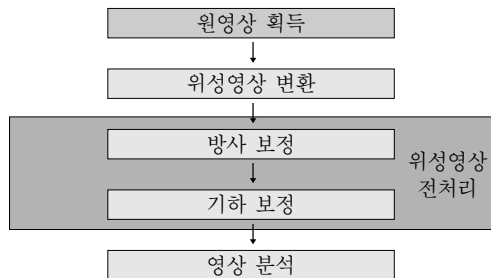 원영상 획득
위성영상 변환
방사 보정
위성영상
전처리
기하 보정
영상 분석